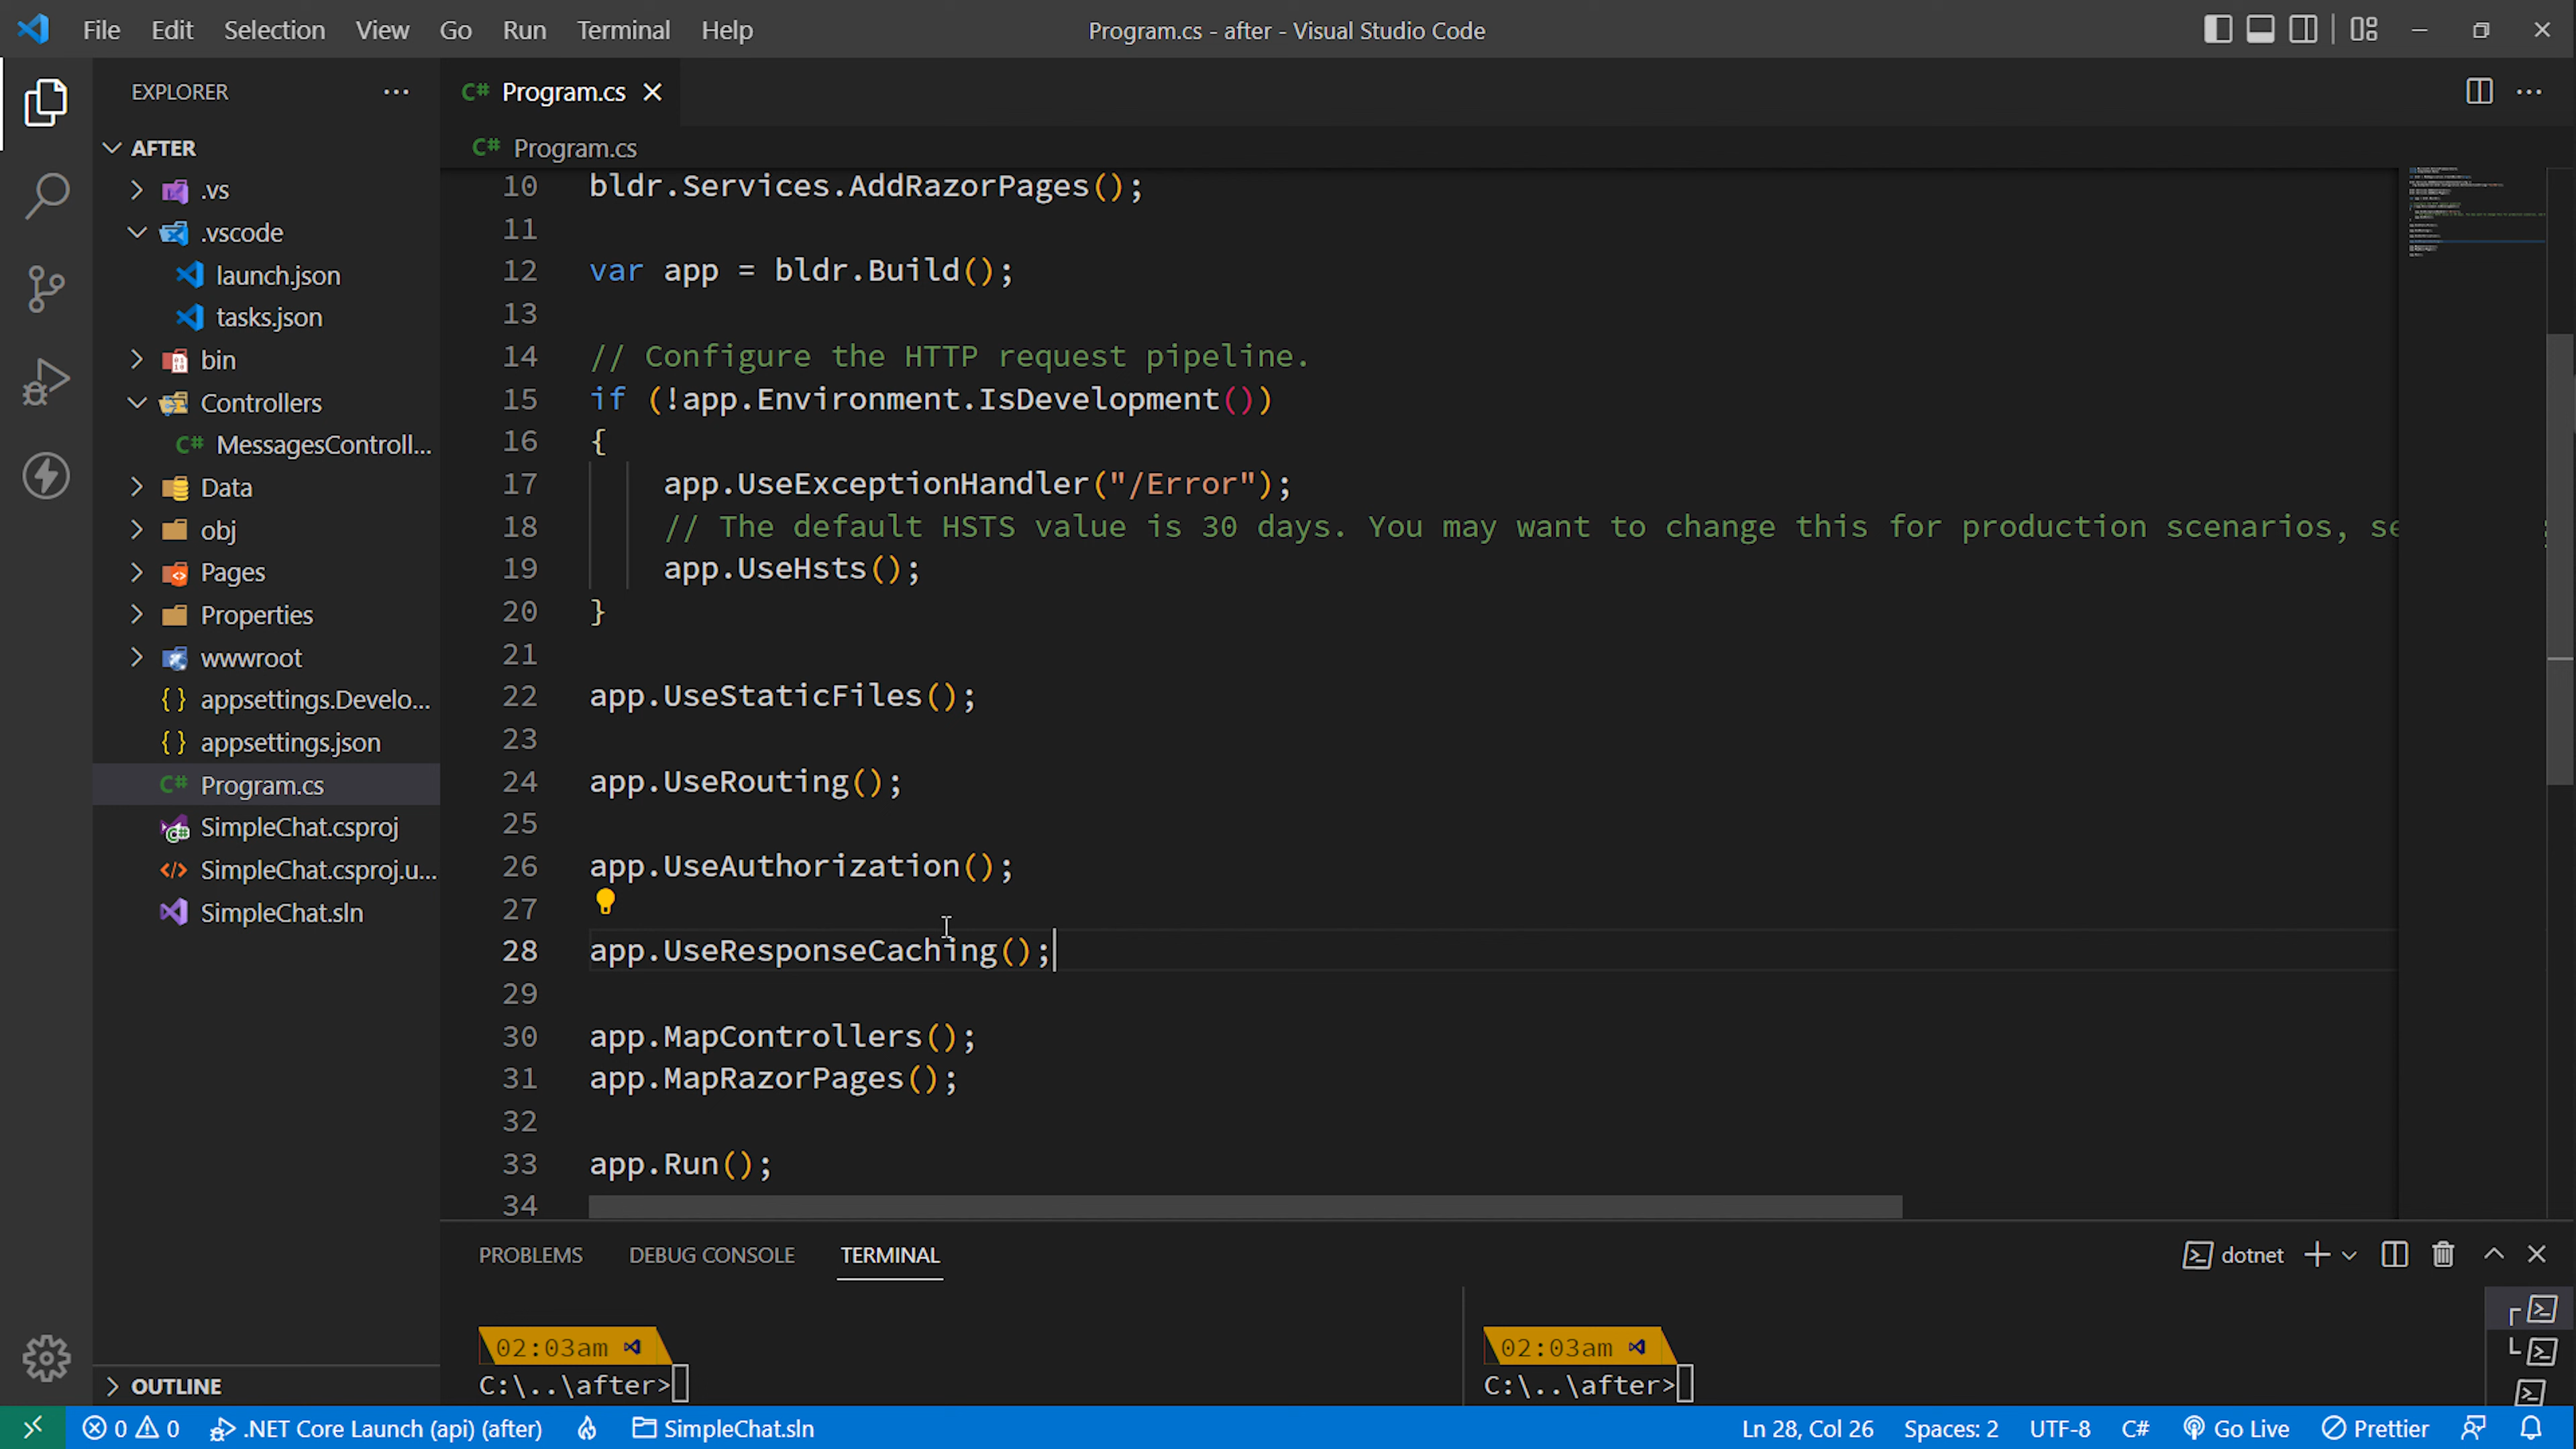 File Edit Selection View Go Run Terminal Help
Program.cs - after - Visual Studio Code
EXPLORER
AFTER
.vs
.vscode
launch.json
tasks.json
bin
Controllers
C# MessagesControll...
Data
obj
Pages
Properties
wwwroot
{ } appsettings.Develo...
{ } appsettings.json
C# Program.cs
SimpleChat.csproj
SimpleChat.csproj.u...
SimpleChat.sln
OUTLINE
C# Program.cs
C# Program.cs
10 bldr.Services.AddRazorPages();
11
12 var app = bldr.Build();
13
14 // Configure the HTTP request pipeline.
15 if (!app.Environment.IsDevelopment())
16 {
17 app.UseExceptionHandler("/Error");
18 // The default HSTS value is 30 days. You may want to change this for production scenarios, se
19 app.UseHsts();
20 }
21
22 app.UseStaticFiles();
23
24 app.UseRouting();
25
26 app.UseAuthorization();
27
28 app.UseResponseCaching();
29
30 app.MapControllers();
31 app.MapRazorPages();
32
33 app.Run();
34
PROBLEMS DEBUG CONSOLE TERMINAL
dotnet
02:03am
C:\..\after>
02:03am
C:\..\after>
0 0 .NET Core Launch (api) (after) SimpleChat.sln
Ln 28, Col 26 Spaces: 2 UTF-8 C# Go Live Prettier